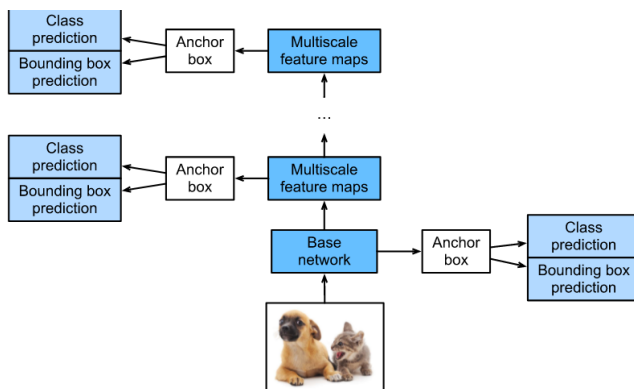 Class
prediction
Bounding box
prediction
Anchor
box
Multiscale
feature maps
...
Class
prediction
Bounding box
prediction
Anchor
box
Multiscale
feature maps
Base
network
Anchor
box
Class
prediction
Bounding box
prediction